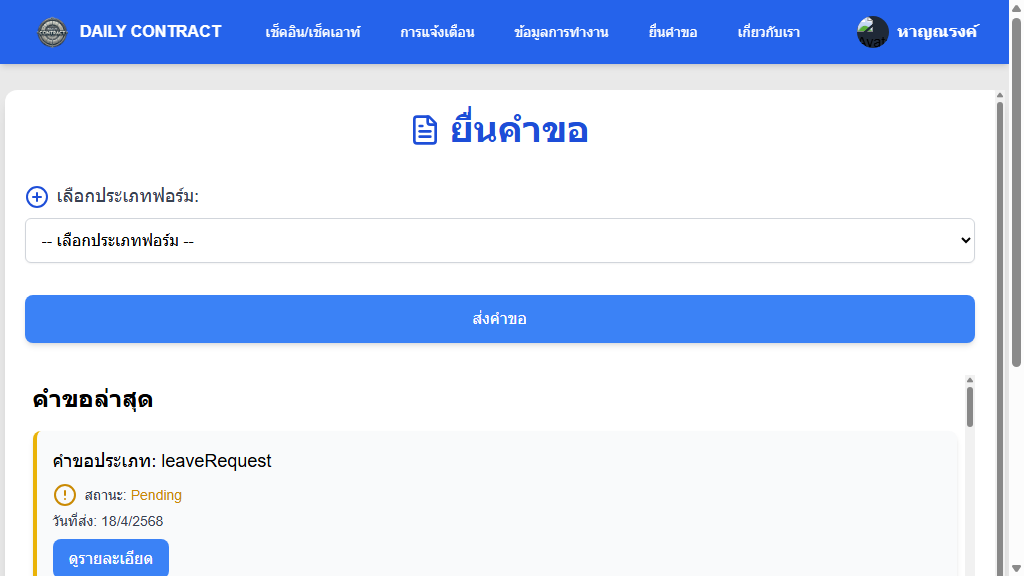 DAILY CONTRACT
เช็คอิน/เช็คเอาท์
การแจ้งเตือน
ข้อมูลการทำงาน
ยื่นคำขอ
เกี่ยวกับเรา
หาญณรงค์
ยื่นคำขอ
เลือกประเภทฟอร์ม:
-- เลือกประเภทฟอร์ม --
ส่งคำขอ
คำขอล่าสุด
คำขอประเภท: leaveRequest
สถานะ: Pending
วันที่ส่ง: 18/4/2568
ดูรายละเอียด